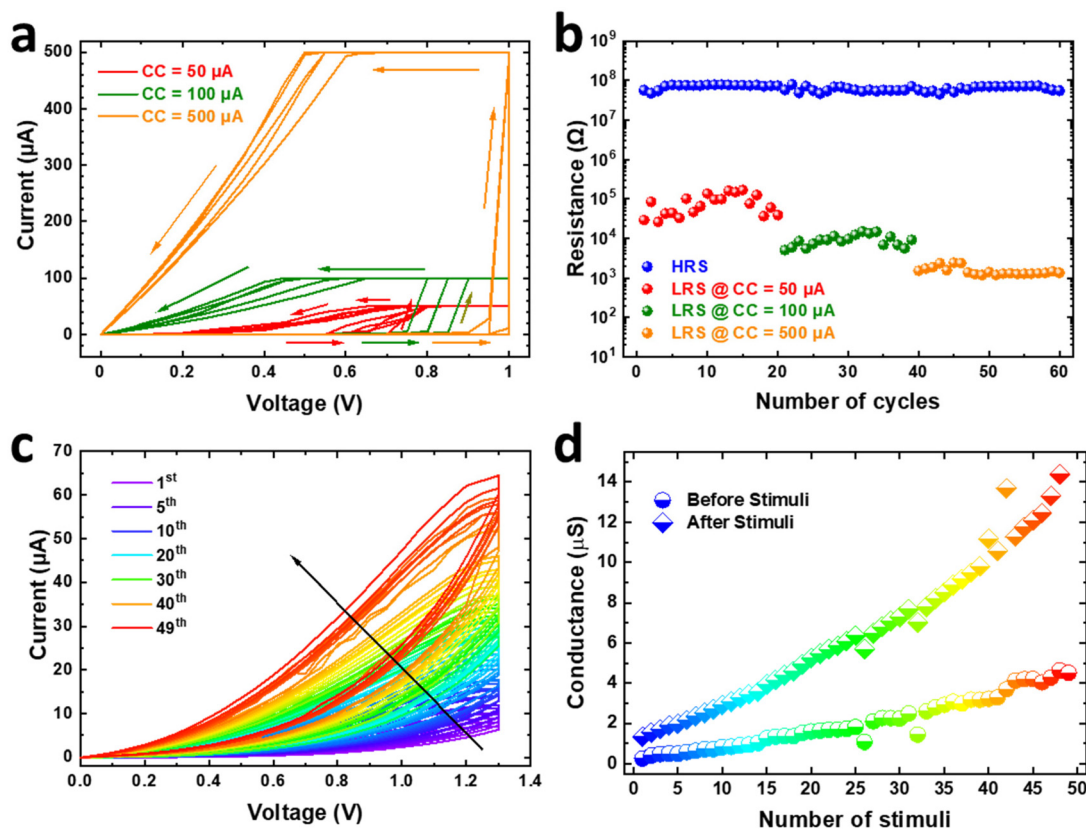 a
CC = 50 µA
CC = 100 µA
CC = 500 µA
500
400
300
200
100
0
Current (µA)
0
0.2
0.4
0.6
0.8
1
Voltage (V)
b
10⁹
10⁸
10⁷
10⁶
10⁵
10⁴
10³
10²
10¹
Resistance (Ω)
HRS
LRS @ CC = 50 µA
LRS @ CC = 100 µA
LRS @ CC = 500 µA
0
10
20
30
40
50
60
Number of cycles
c
70
60
50
40
30
20
10
0
Current (µA)
1st
5th
10th
20th
30th
40th
49th
0.0
0.2
0.4
0.6
0.8
1.0
1.2
1.4
Voltage (V)
d
14
12
10
8
6
4
2
0
Conductance (µS)
Before Stimuli
After Stimuli
0
5
10
15
20
25
30
35
40
45
50
Number of stimuli